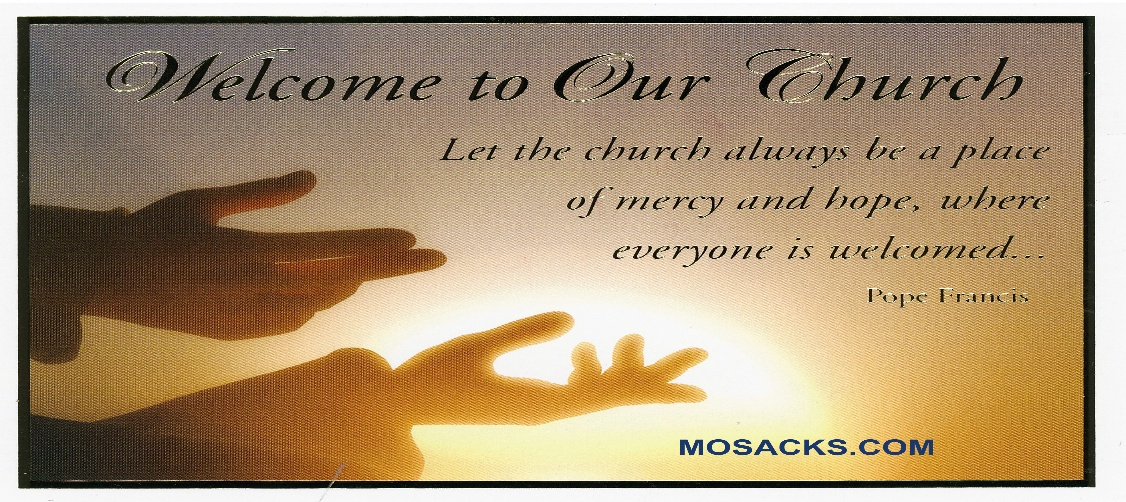 Welcome to Our Church
Let the church always be a place
of mercy and hope, where
everyone is welcomed...
Pope Francis
MOSACKS.COM